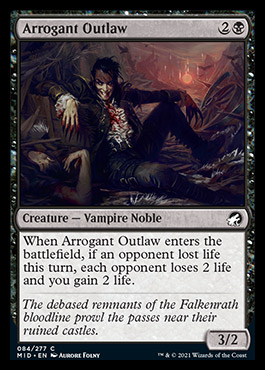 Arrogant Outlaw 2
Creature — Vampire Noble
When Arrogant Outlaw enters the
battlefield, if an opponent lost life
this turn, each opponent loses 2 life
and you gain 2 life.
The debased remnants of the Falkenrath
bloodline prowl the passes near their
ruined castles.
3/2
084/277 C
MID • EN AURORE FOLNY
™ & © 2021 Wizards of the Coast